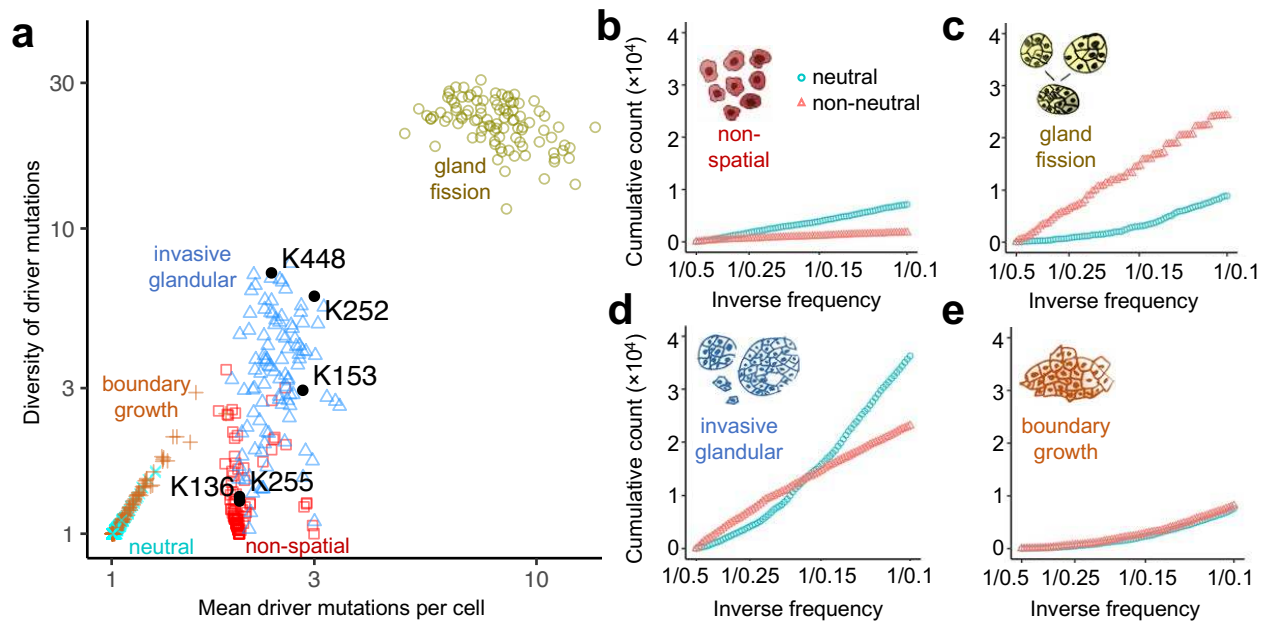 a
Diversity of driver mutations
30
10
3
1
gland
fission
invasive
glandular
K448
K252
K153
boundary
growth
K136
K255
neutral
non-spatial
1
3
10
Mean driver mutations per cell
b
Cumulative count (×10⁴)
4
3
2
1
0
non-
spatial
neutral
non-neutral
1/0.5
1/0.25
1/0.15
1/0.1
Inverse frequency
c
4
3
2
1
0
gland
fission
1/0.5
1/0.25
1/0.15
1/0.1
Inverse frequency
d
Cumulative count (×10⁴)
4
3
2
1
0
invasive
glandular
1/0.5
1/0.25
1/0.15
1/0.1
Inverse frequency
e
4
3
2
1
0
boundary
growth
1/0.5
1/0.25
1/0.15
1/0.1
Inverse frequency